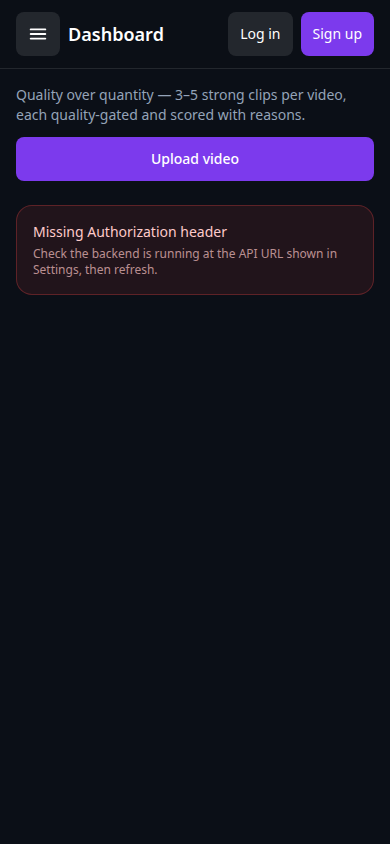 Dashboard
Log in
Sign up
Quality over quantity — 3–5 strong clips per video,
each quality-gated and scored with reasons.
Upload video
Missing Authorization header
Check the backend is running at the API URL shown in
Settings, then refresh.